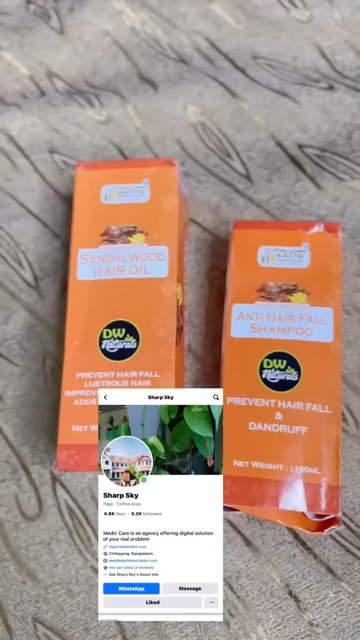 SANDALWOOD
HAIR OIL
DW
Naturals
PREVENT HAIR FALL
LUSTROUS HAIR
ADDS
NET W
ANTI HAIR FALL
SHAMPOO
DW
Naturals
PREVENT HAIR FALL
&
DANDRUFF
NET WEIGHT: ±100mL
Sharp Sky
Sharp Sky
Page · Coffee shop
4.8K likes • 5.2K followers
Medic Care is an agency offering digital solution
of your real problem
Chittagong, Bangladesh
Not yet rated (3 reviews)
See Sharp Sky's About info
WhatsApp
Message
Liked